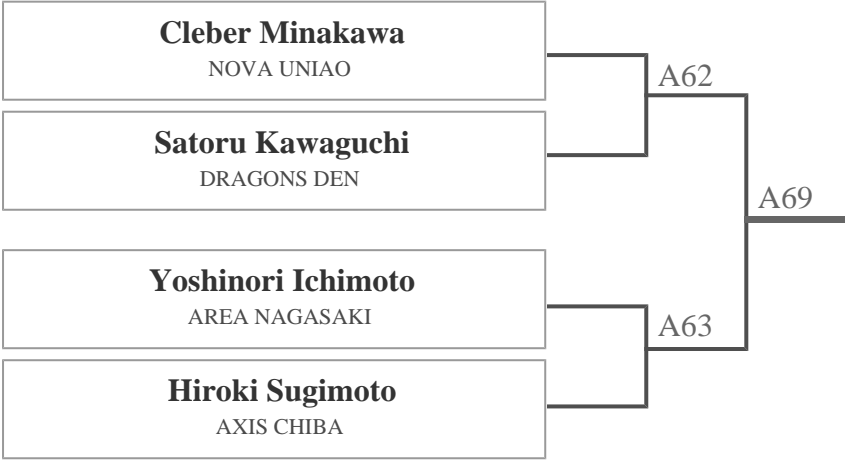 Cleber Minakawa
NOVA UNIAO
A62
Satoru Kawaguchi
DRAGONS DEN
A69
Yoshinori Ichimoto
AREA NAGASAKI
A63
Hiroki Sugimoto
AXIS CHIBA